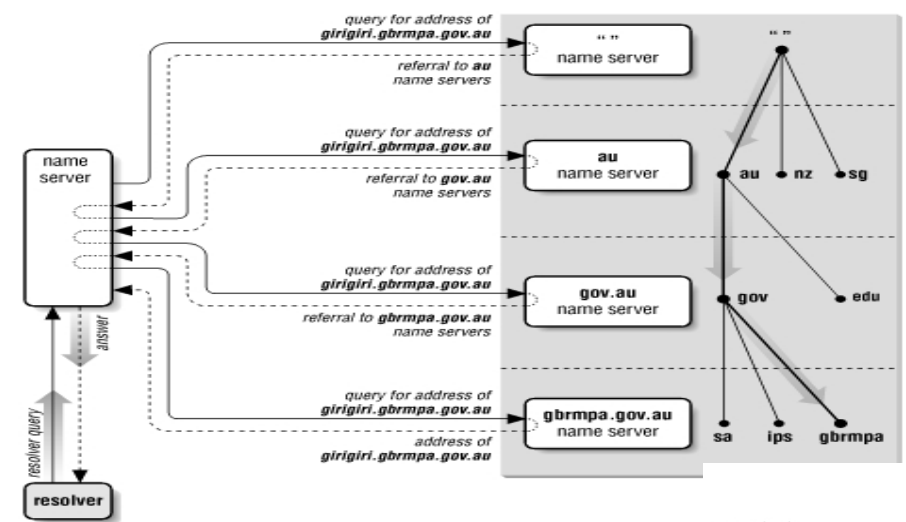 query for address of
girigiri.gbrmpa.gov.au
“ ”
name server
“ ”
referral to au
name servers
query for address of
girigiri.gbrmpa.gov.au
au
name server
name
server
referral to gov.au
name servers
au
nz
sg
query for address of
girigiri.gbrmpa.gov.au
gov.au
name server
gov
edu
referral to gbrmpa.gov.au
name servers
answer
resolver query
query for address of
girigiri.gbrmpa.gov.au
gbrmpa.gov.au
name server
sa
ips
gbrmpa
address of
girigiri.gbrmpa.gov.au
resolver